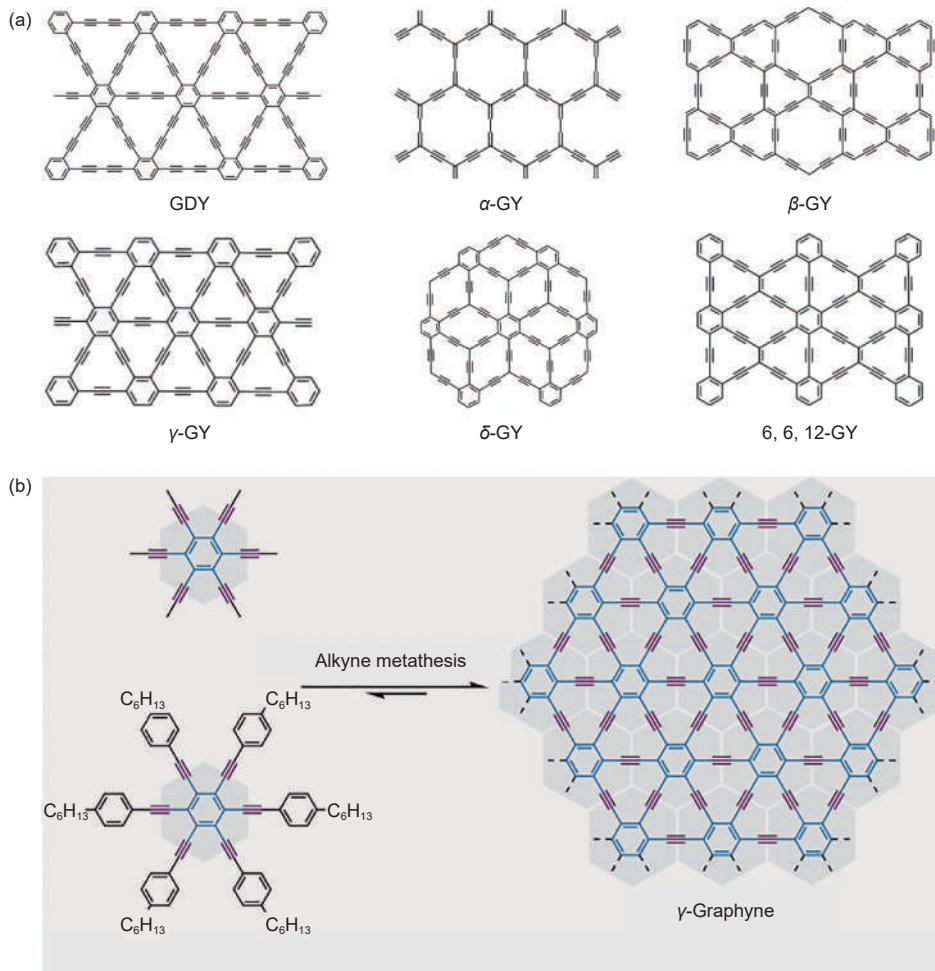 (a)
GDY
α-GY
β-GY
γ-GY
δ-GY
6, 6, 12-GY
(b)
Alkyne metathesis
C₆H₁₃
C₆H₁₃
C₆H₁₃
C₆H₁₃
C₆H₁₃
C₆H₁₃
γ-Graphyne